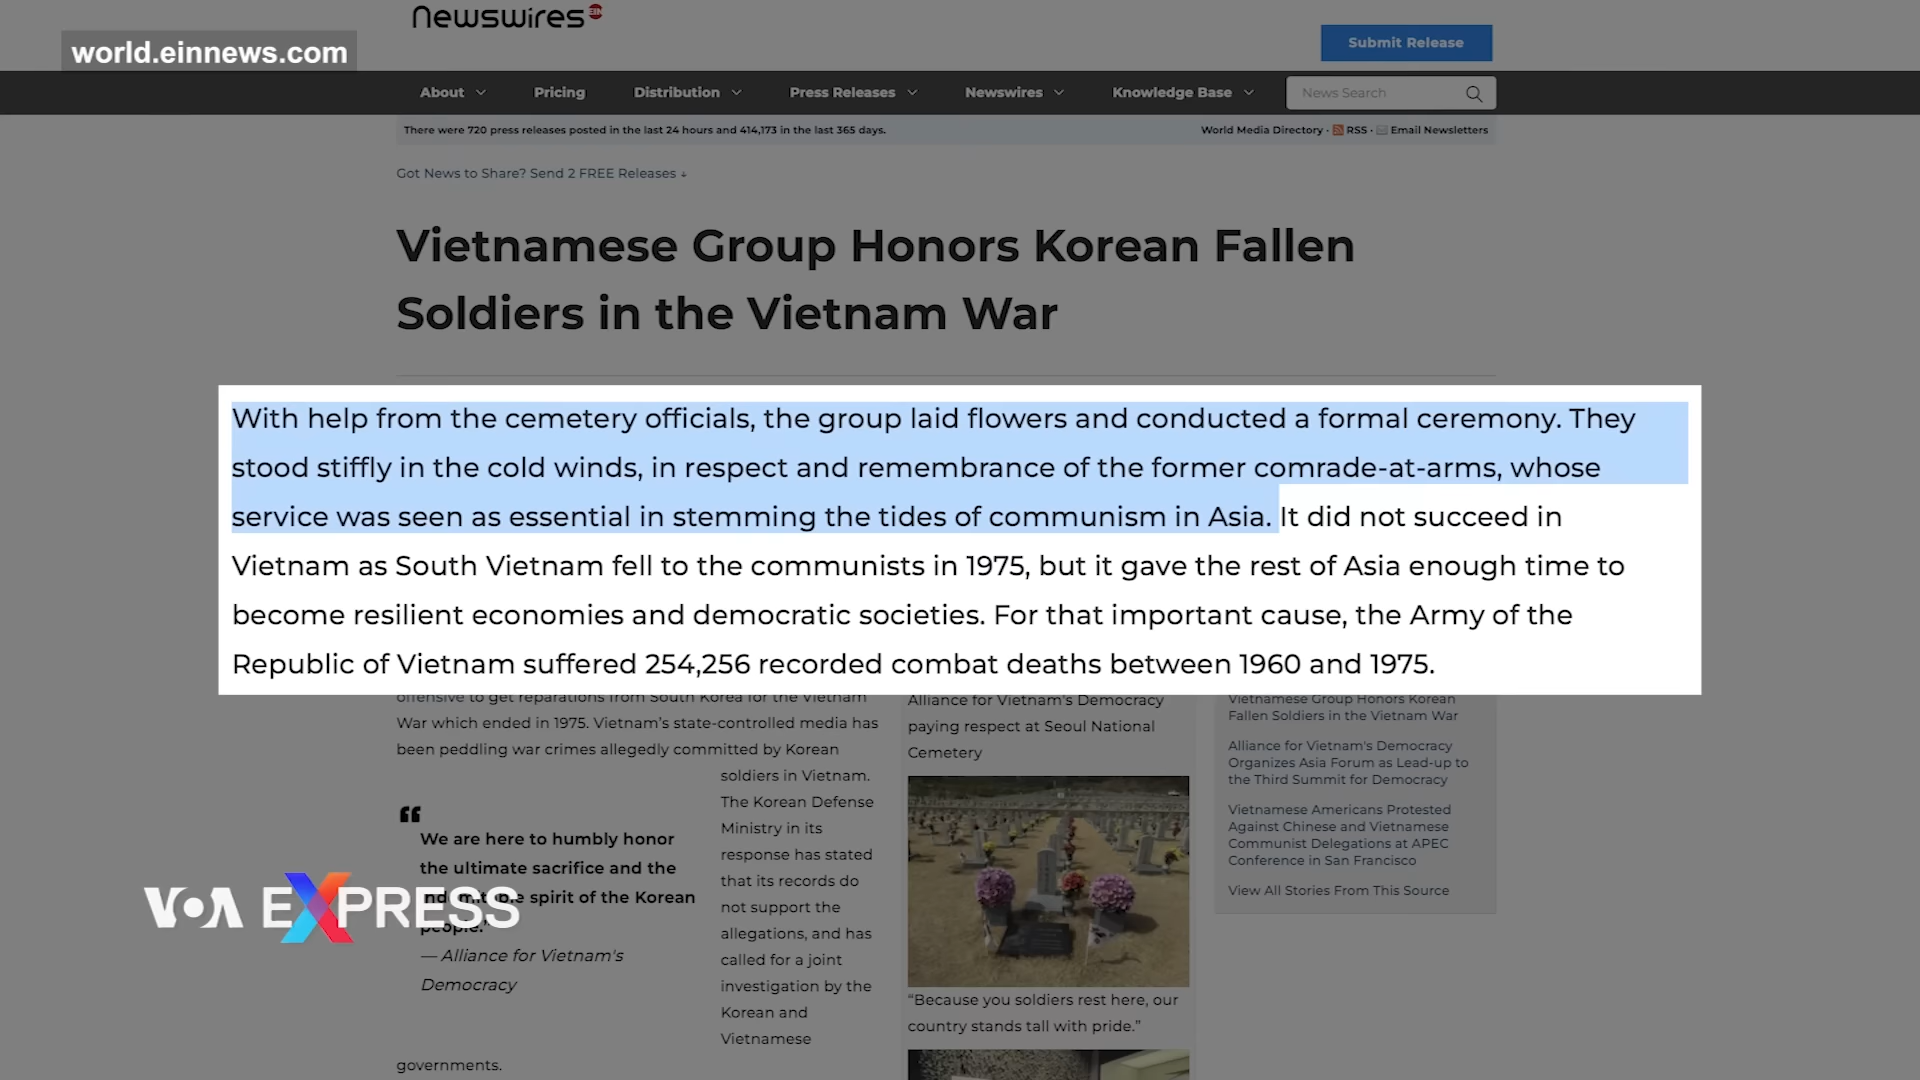 Newswires EIN
world.einnews.com
Submit Release
About Pricing Distribution Press Releases Newswires Knowledge Base News Search
There were 720 press releases posted in the last 24 hours and 414,173 in the last 365 days.
World Media Directory · RSS · Email Newsletters
Got News to Share? Send 2 FREE Releases ↓
Vietnamese Group Honors Korean Fallen
Soldiers in the Vietnam War
With help from the cemetery officials, the group laid flowers and conducted a formal ceremony. They
stood stiffly in the cold winds, in respect and remembrance of the former comrade-at-arms, whose
service was seen as essential in stemming the tides of communism in Asia. It did not succeed in
Vietnam as South Vietnam fell to the communists in 1975, but it gave the rest of Asia enough time to
become resilient economies and democratic societies. For that important cause, the Army of the
Republic of Vietnam suffered 254,256 recorded combat deaths between 1960 and 1975.
offensive to get reparations from South Korea for the Vietnam
War which ended in 1975. Vietnam's state-controlled media has
been peddling war crimes allegedly committed by Korean
soldiers in Vietnam.
The Korean Defense
Ministry in its
response has stated
that its records do
not support the
allegations, and has
called for a joint
investigation by the
Korean and
Vietnamese
governments.
“
We are here to humbly honor
the ultimate sacrifice and the
indomitable spirit of the Korean
people."
— Alliance for Vietnam's
Democracy
VOA EXPRESS
Alliance for Vietnam's Democracy
paying respect at Seoul National
Cemetery
“Because you soldiers rest here, our
country stands tall with pride.”
Vietnamese Group Honors Korean
Fallen Soldiers in the Vietnam War
Alliance for Vietnam's Democracy
Organizes Asia Forum as Lead-up to
the Third Summit for Democracy
Vietnamese Americans Protested
Against Chinese and Vietnamese
Communist Delegations at APEC
Conference in San Francisco
View All Stories From This Source